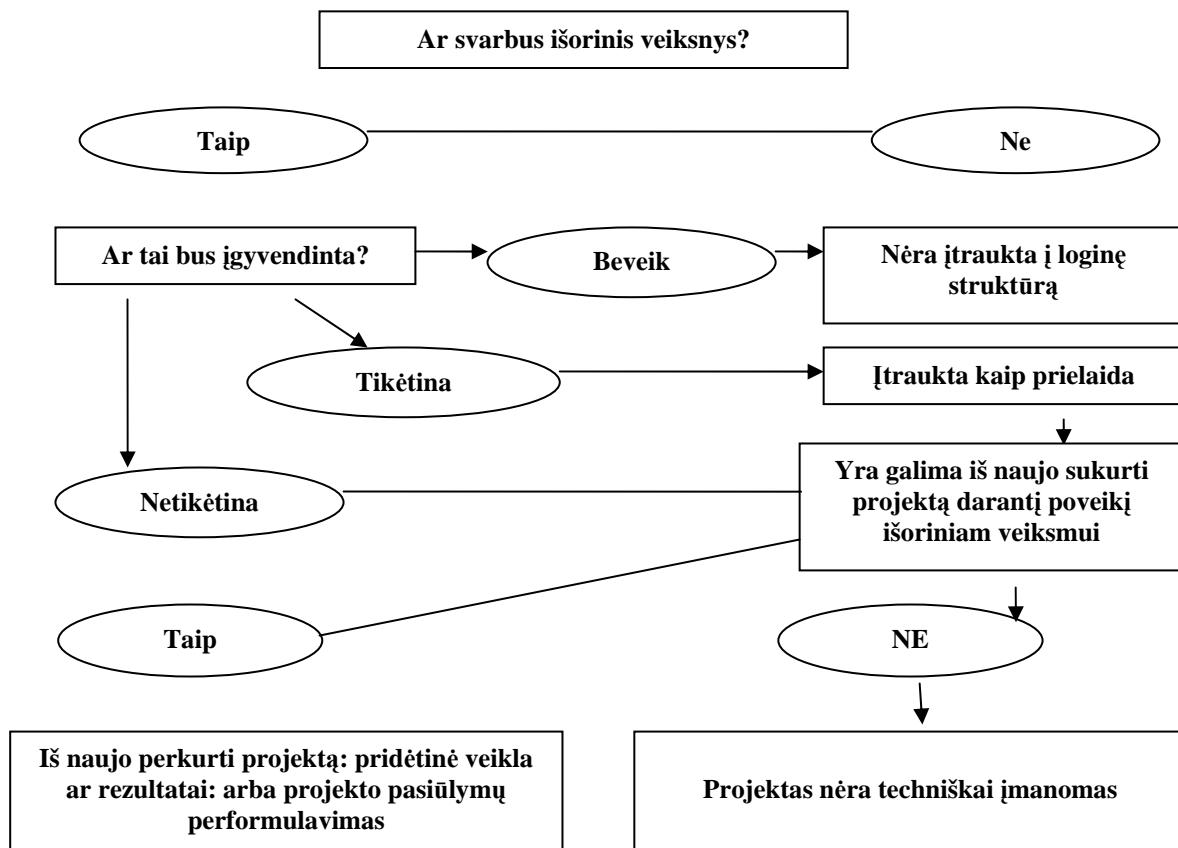 Ar svarbus išorinis veiksnys?
Taip
Ne
Ar tai bus įgyvendinta?
Beveik
Nėra įtraukta į loginę
struktūrą
Tikėtina
Įtraukta kaip prielaida
Netikėtina
Yra galima iš naujo sukurti
projektą darantį poveikį
išoriniam veiksmui
Taip
NE
Iš naujo perkurti projektą: pridėtinė veikla
ar rezultatai: arba projekto pasiūlymų
performulavimas
Projektas nėra techniškai įmanomas